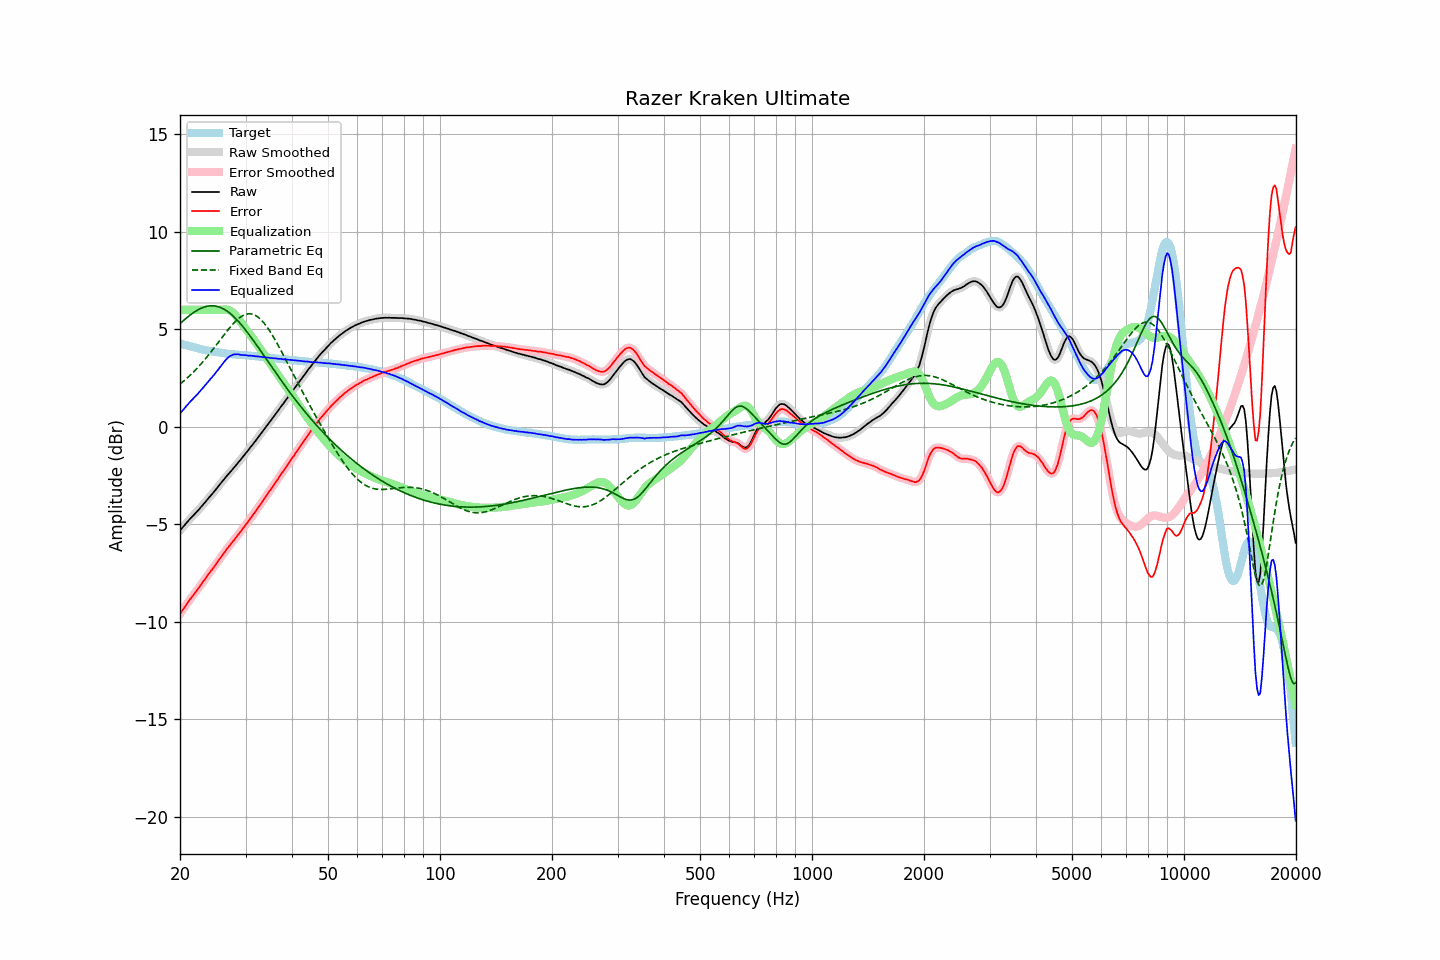 Razer Kraken Ultimate
Target
Raw Smoothed
Error Smoothed
Raw
Error
Equalization
Parametric Eq
Fixed Band Eq
Equalized
Amplitude (dBr)
15
10
5
0
−5
−10
−15
−20
20 50 100 200 500 1000 2000 5000 10000 20000
Frequency (Hz)